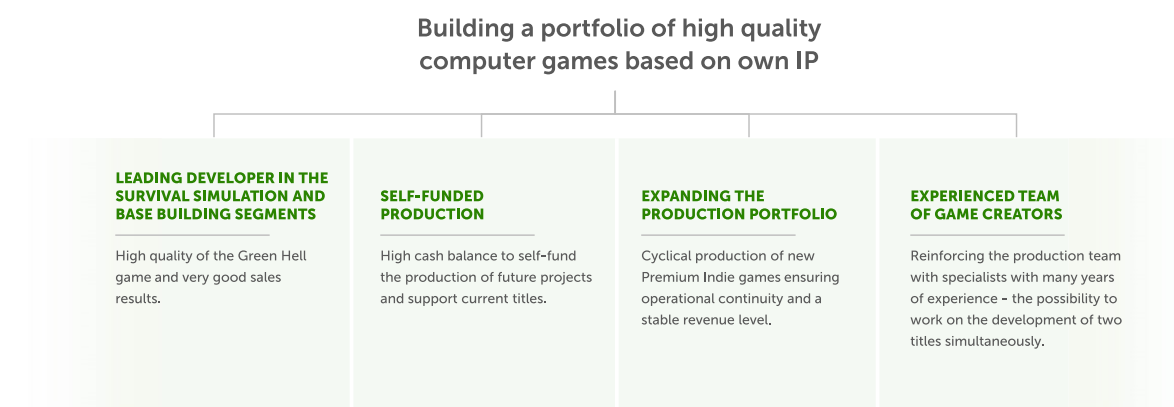 Building a portfolio of high quality
computer games based on own IP
LEADING DEVELOPER IN THE
SURVIVAL SIMULATION AND
BASE BUILDING SEGMENTS
High quality of the Green Hell
game and very good sales
results.
SELF-FUNDED
PRODUCTION
High cash balance to self-fund
the production of future projects
and support current titles.
EXPANDING THE
PRODUCTION PORTFOLIO
Cyclical production of new
Premium Indie games ensuring
operational continuity and a
stable revenue level.
EXPERIENCED TEAM
OF GAME CREATORS
Reinforcing the production team
with specialists with many years
of experience - the possibility to
work on the development of two
titles simultaneously.